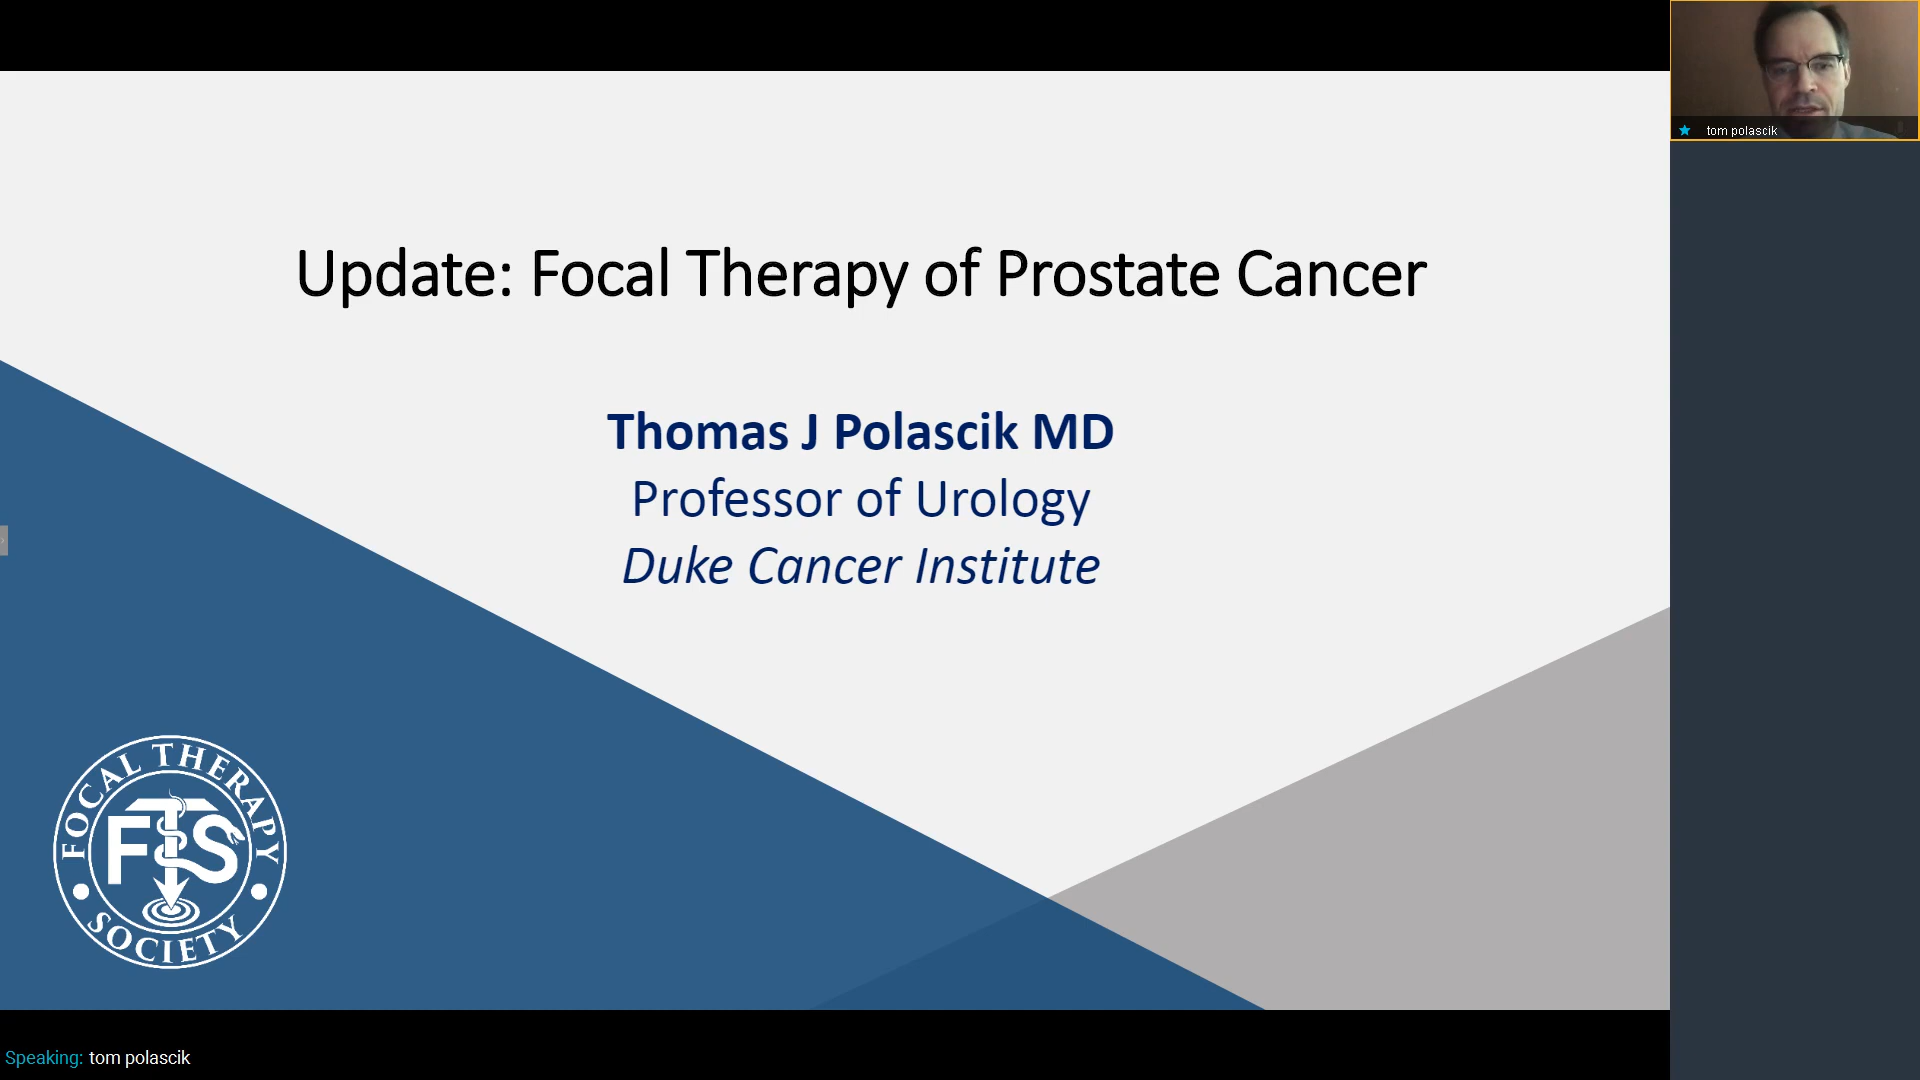 Update: Focal Therapy of Prostate Cancer
Thomas J Polascik MD
Professor of Urology
Duke Cancer Institute
FOCAL THERAPY
FTS
SOCIETY
tom polascik
Speaking: tom polascik